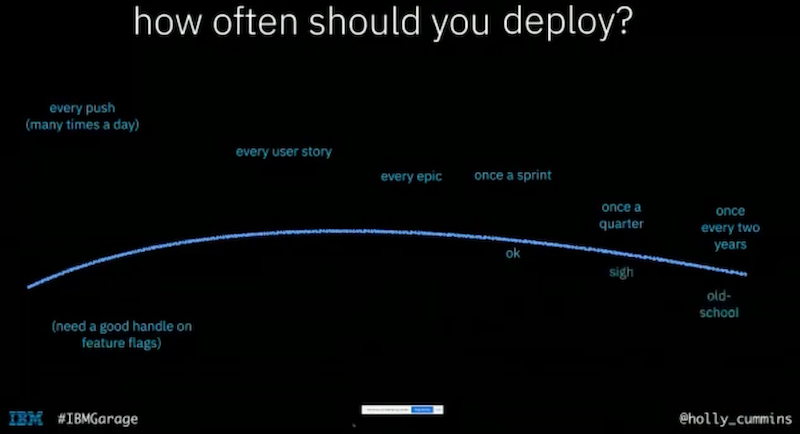 how often should you deploy?
every push
(many times a day)
every user story
every epic
once a sprint
once a
quarter
once
every two
years
ok
sigh
old-
school
(need a good handle on
feature flags)
IBM
#IBMGarage
@holly_cummins